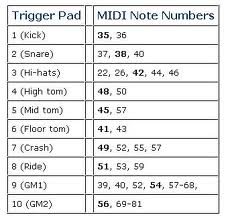 Trigger Pad MIDI Note Numbers
1 (Kick) 35, 36
2 (Snare) 37, 38, 40
3 (Hi-hats) 22, 26, 42, 44, 46
4 (High tom) 48, 50
5 (Mid tom) 45, 57
6 (Floor tom) 41, 43
7 (Crash) 49, 52, 55, 57
8 (Ride) 51, 53, 59
9 (GM1) 39, 40, 52, 54, 57-68,
10 (GM2) 56, 69-81